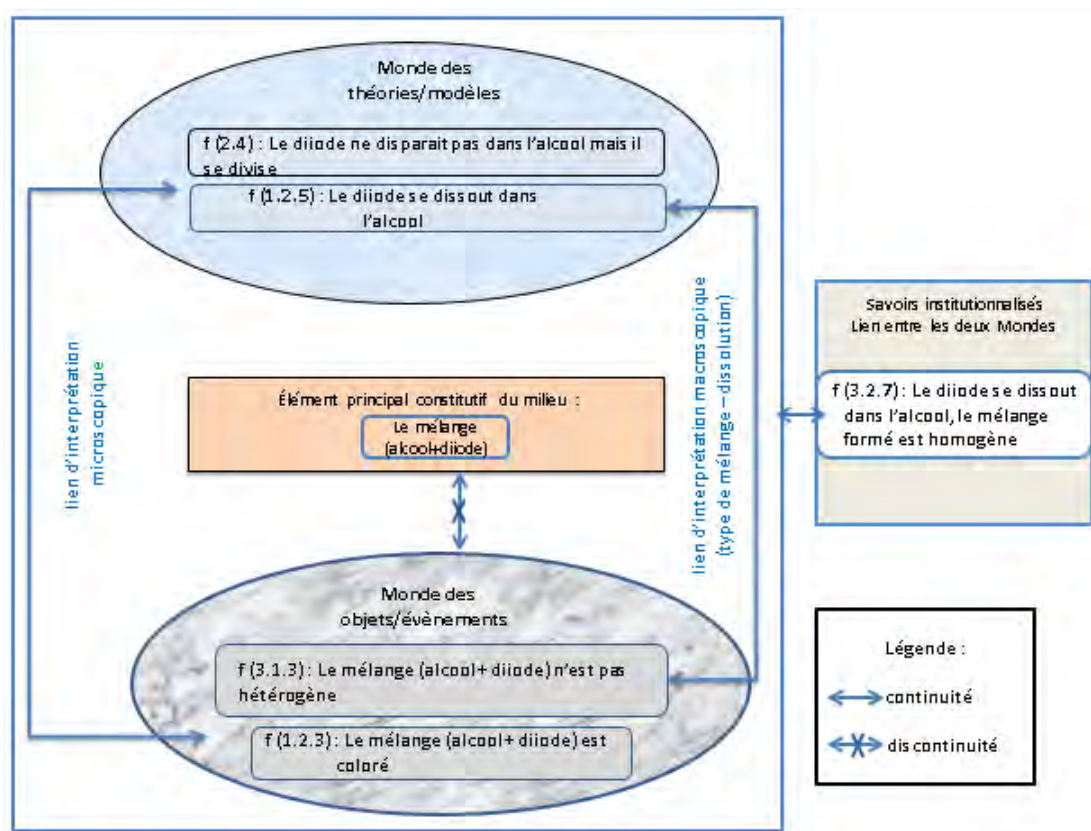 Monde des
théories/modèles
f (2.4) : Le diiode ne disparait pas dans l'alcool mais il
se divise
f (1.2.5) : Le diiode se dissout dans
l'alcool
lien d'interprétation
microscopique
lien d'interprétation macroscopique
(type de mélange – dissolution)
Élément principal constitutif du milieu :
Le mélange
(alcool+diiode)
Monde des
objets/évènements
f (3.1.3) : Le mélange (alcool+ diiode) n'est pas
hétérogène
f (1.2.3) : Le mélange (alcool+ diiode) est
coloré
Savoirs institutionnalisés
Lien entre les deux Mondes
f (3.2.7) : Le diiode se dissout
dans l'alcool, le mélange
formé est homogène
Légende :
continuité
discontinuité